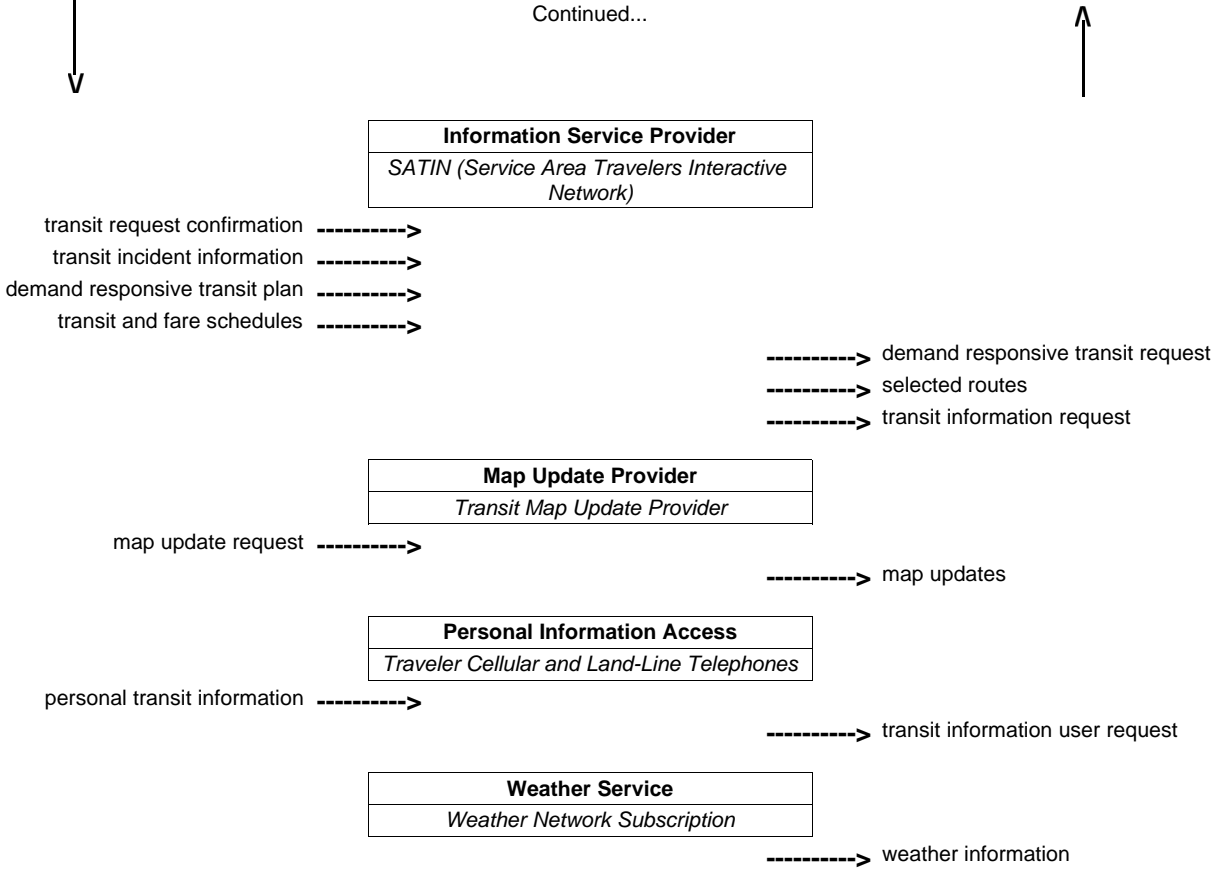 Continued...
Information Service Provider
SATIN (Service Area Travelers Interactive
Network)
transit request confirmation
transit incident information
demand responsive transit plan
transit and fare schedules
demand responsive transit request
selected routes
transit information request
Map Update Provider
Transit Map Update Provider
map update request
map updates
Personal Information Access
Traveler Cellular and Land-Line Telephones
personal transit information
transit information user request
Weather Service
Weather Network Subscription
weather information